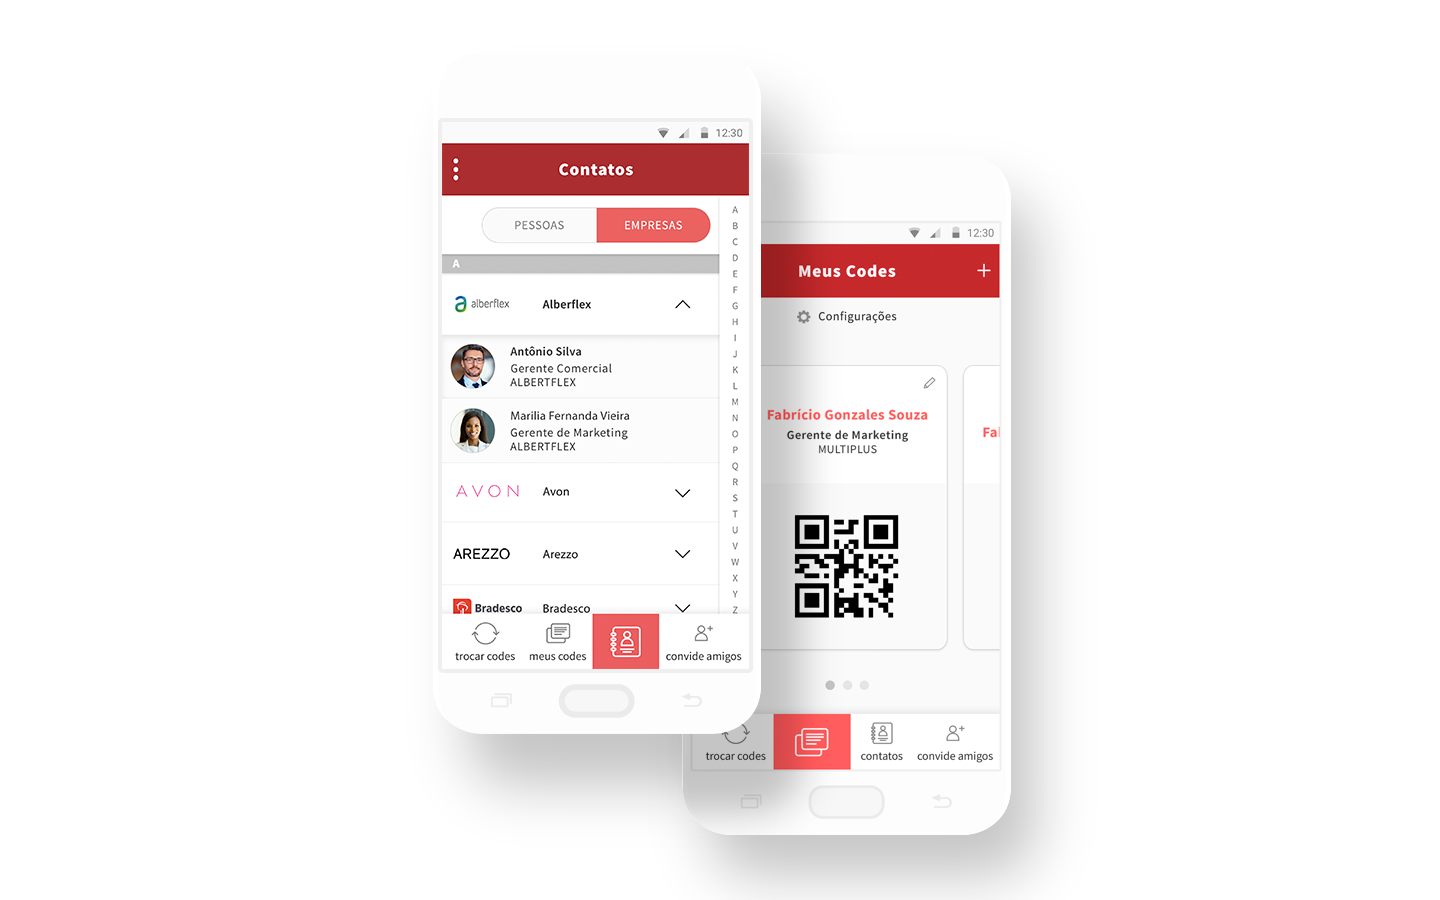 12:30
Contatos
PESSOAS
EMPRESAS
A
alberflex
Alberflex
Antônio Silva
Gerente Comercial
ALBERTFLEX
Marilia Fernanda Vieira
Gerente de Marketing
ALBERTFLEX
AVON
Avon
AREZZO
Arezzo
Bradesco
Bradesco
A
B
C
D
E
F
G
H
I
J
K
L
M
N
O
P
Q
R
S
T
U
V
W
X
Y
Z
trocar codes
meus codes
convide amigos
12:30
Meus Codes
+
Configurações
Fabrício Gonzales Souza
Gerente de Marketing
MULTIPLUS
trocar codes
contatos
convide amigos